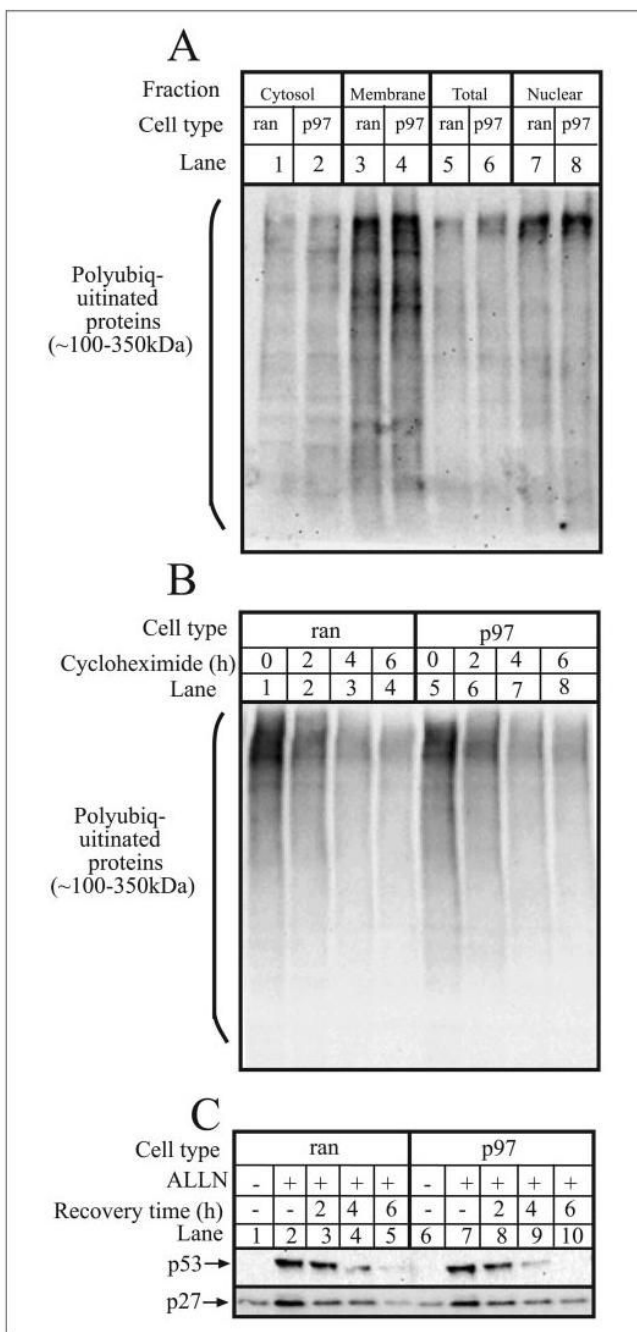 A
Fraction Cytosol Membrane Total Nuclear
Cell type ran p97 ran p97 ran p97 ran p97
Lane 1 2 3 4 5 6 7 8
Polyubiq-
uitinated
proteins
(~100-350kDa)
B
Cell type ran p97
Cycloheximide (h) 0 2 4 6 0 2 4 6
Lane 1 2 3 4 5 6 7 8
Polyubiq-
uitinated
proteins
(~100-350kDa)
C
Cell type ran p97
ALLN - + + + + - + + + +
Recovery time (h) - - 2 4 6 - - 2 4 6
Lane 1 2 3 4 5 6 7 8 9 10
p53
p27